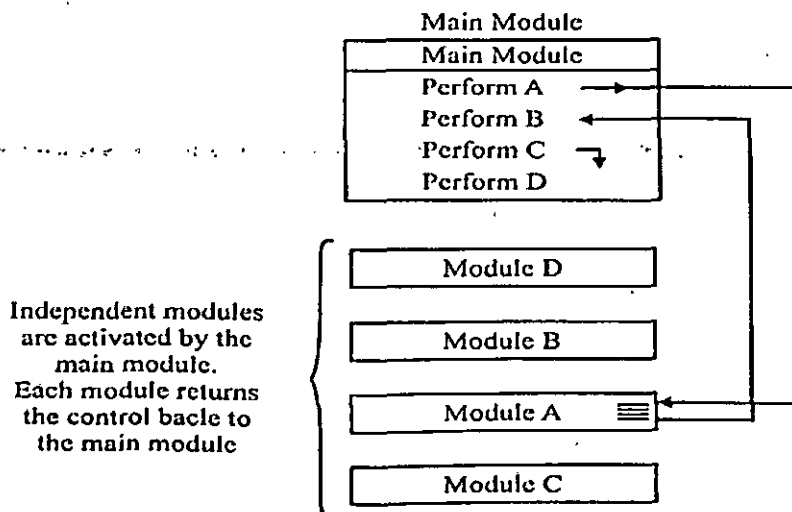 Main Module
Main Module
Perform A
Perform B
Perform C
Perform D
Module D
Module B
Module A
Module C
Independent modules
are activated by the
main module.
Each module returns
the control bacle to
the main module